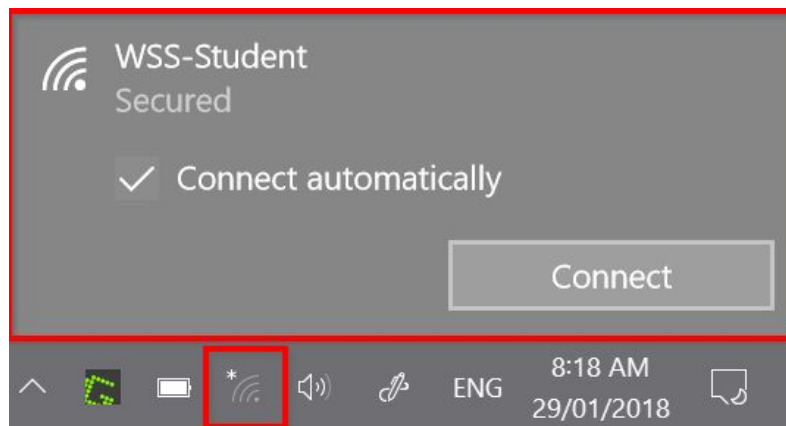 WSS-Student
Secured
Connect automatically
Connect
ENG
8:18 AM
29/01/2018